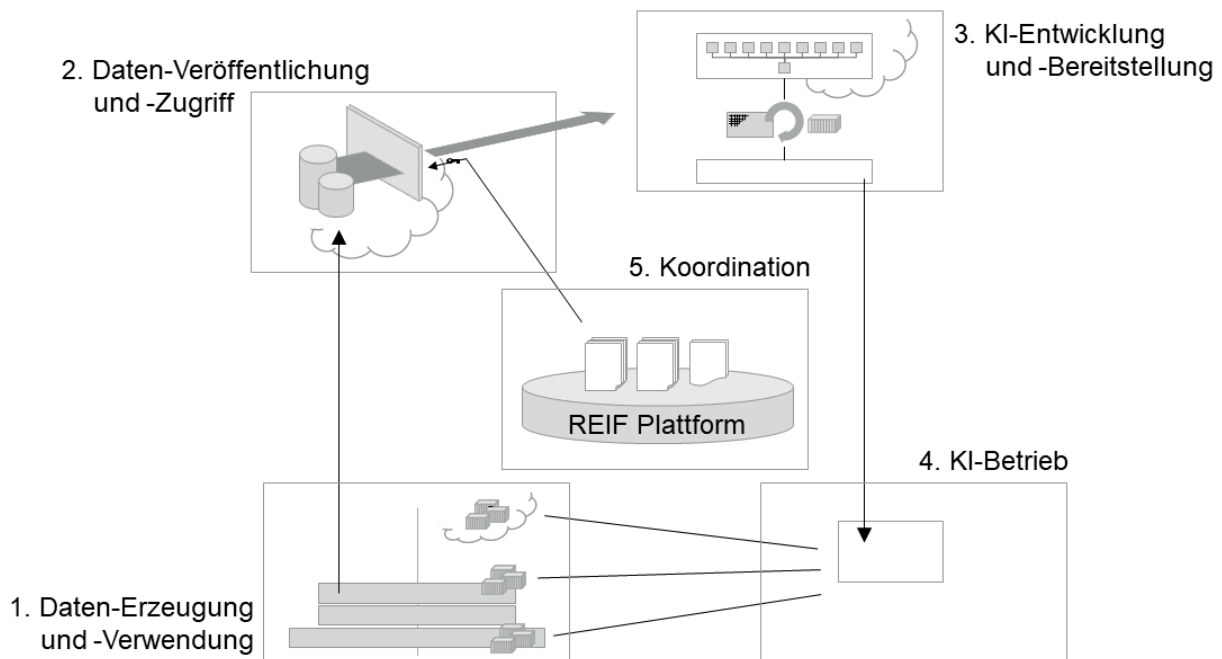 2. Daten-Veröffentlichung
und -Zugriff
3. KI-Entwicklung
und -Bereitstellung
5. Koordination
REIF Plattform
4. KI-Betrieb
1. Daten-Erzeugung
und -Verwendung